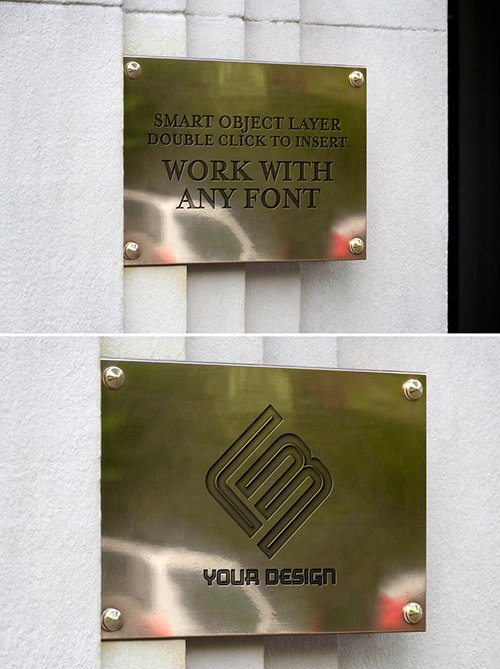 SMART OBJECT LAYER
DOUBLE CLICK TO INSERT
WORK WITH
ANY FONT
YOUR DESIGN